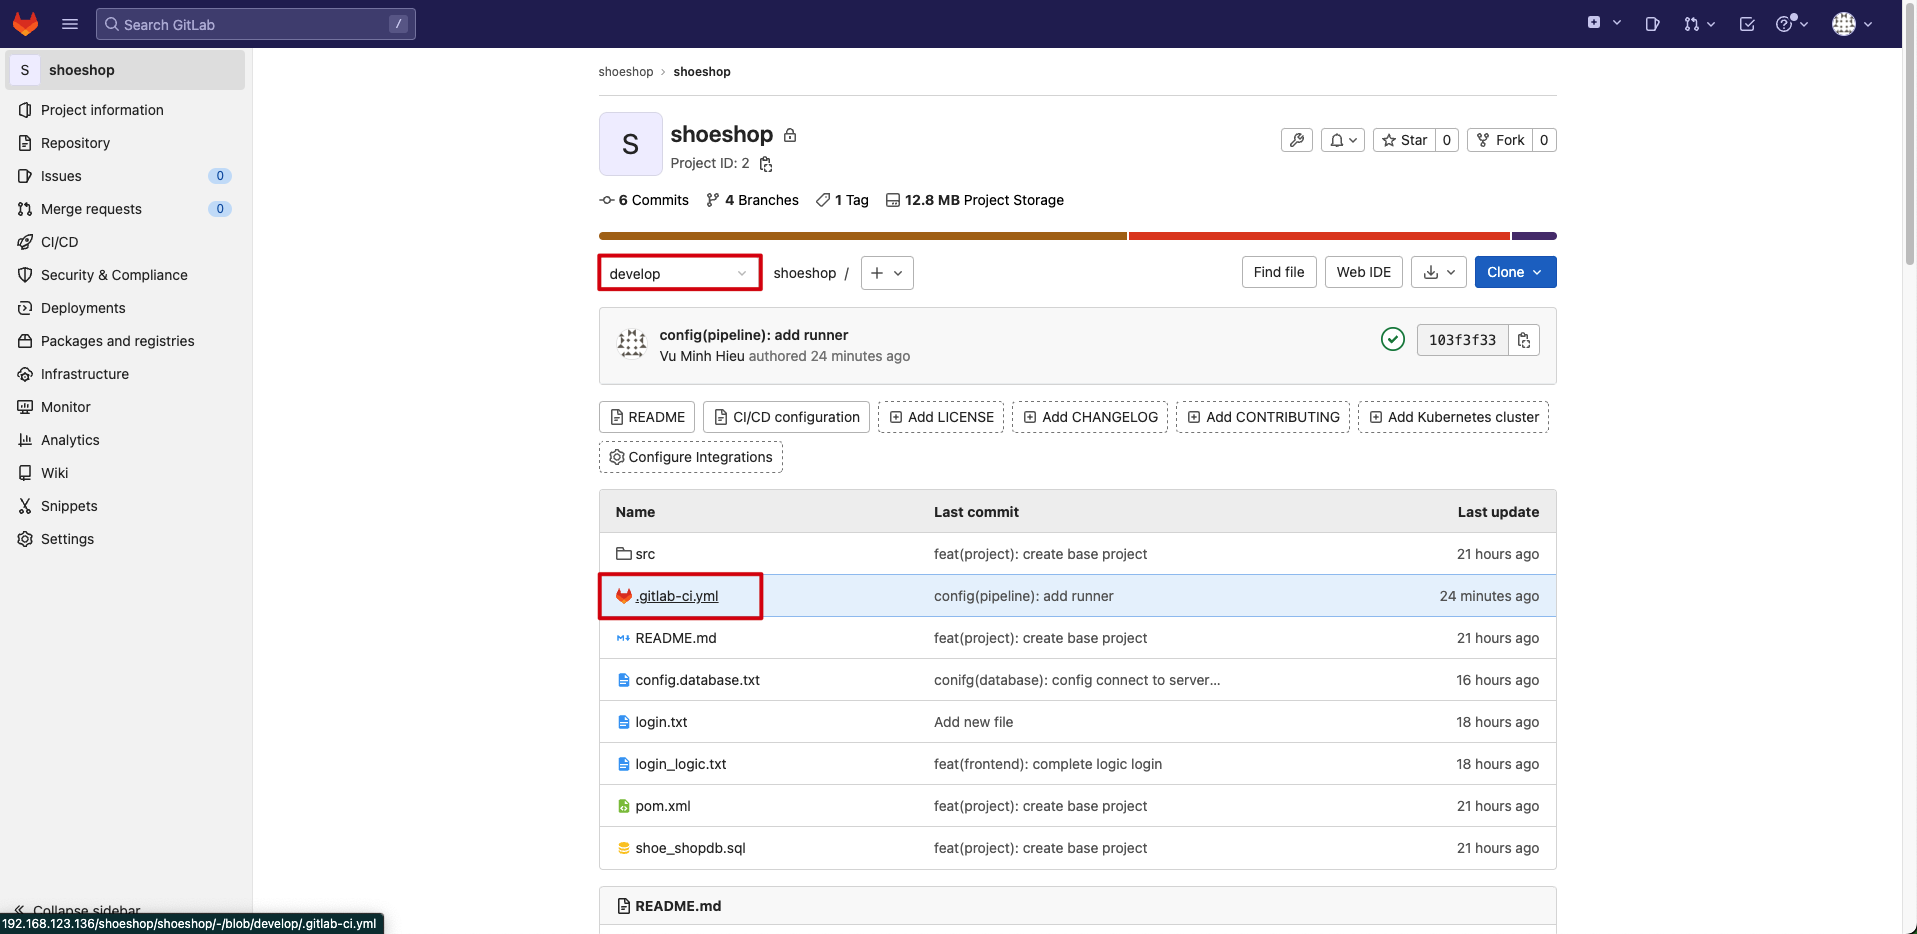 Search GitLab /
S shoeshop
Project information
Repository
Issues 0
Merge requests 0
CI/CD
Security & Compliance
Deployments
Packages and registries
Infrastructure
Monitor
Analytics
Wiki
Snippets
Settings
Collapse sidebar
192.168.123.136/shoeshop/shoeshop/-/blob/develop/.gitlab-ci.yml
shoeshop › shoeshop
S
shoeshop
Project ID: 2
Star 0 Fork 0
6 Commits 4 Branches 1 Tag 12.8 MB Project Storage
develop shoeshop / Find file Web IDE Clone
config(pipeline): add runner
Vu Minh Hieu authored 24 minutes ago
103f3f33
README CI/CD configuration Add LICENSE Add CHANGELOG Add CONTRIBUTING Add Kubernetes cluster
Configure Integrations
Name Last commit Last update
src feat(project): create base project 21 hours ago
.gitlab-ci.yml config(pipeline): add runner 24 minutes ago
README.md feat(project): create base project 21 hours ago
config.database.txt conifg(database): config connect to server... 16 hours ago
login.txt Add new file 18 hours ago
login_logic.txt feat(frontend): complete logic login 18 hours ago
pom.xml feat(project): create base project 21 hours ago
shoe_shopdb.sql feat(project): create base project 21 hours ago
README.md